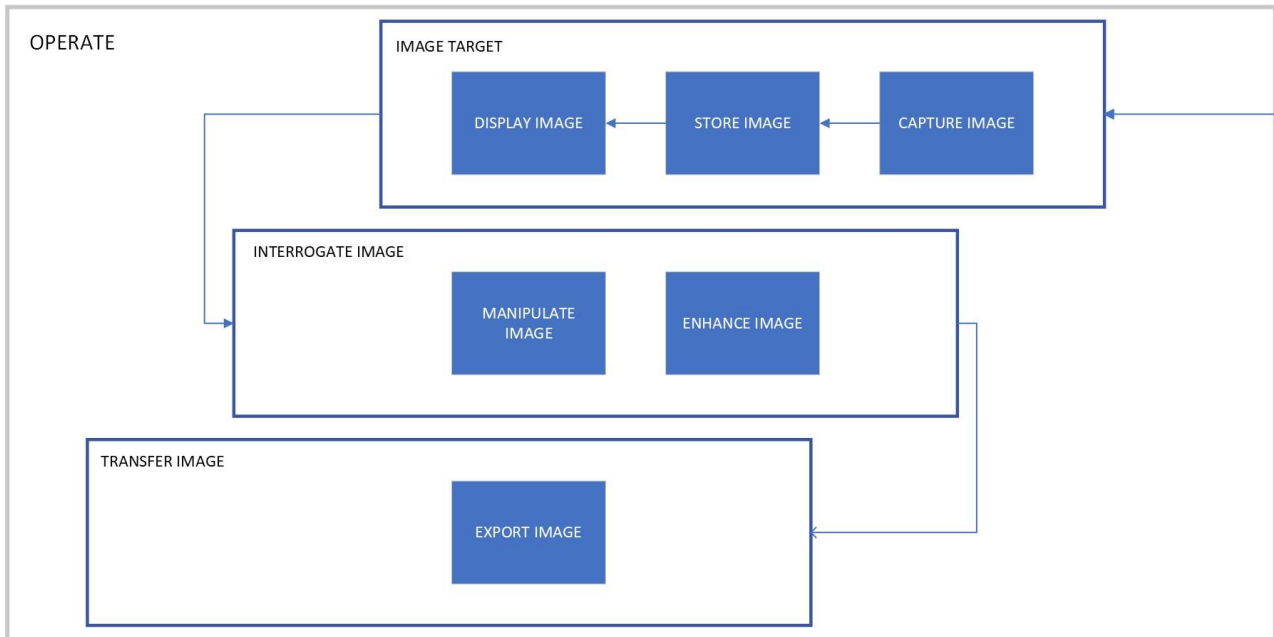 OPERATE
IMAGE TARGET
DISPLAY IMAGE
STORE IMAGE
CAPTURE IMAGE
INTERROGATE IMAGE
MANIPULATE
IMAGE
ENHANCE IMAGE
TRANSFER IMAGE
EXPORT IMAGE